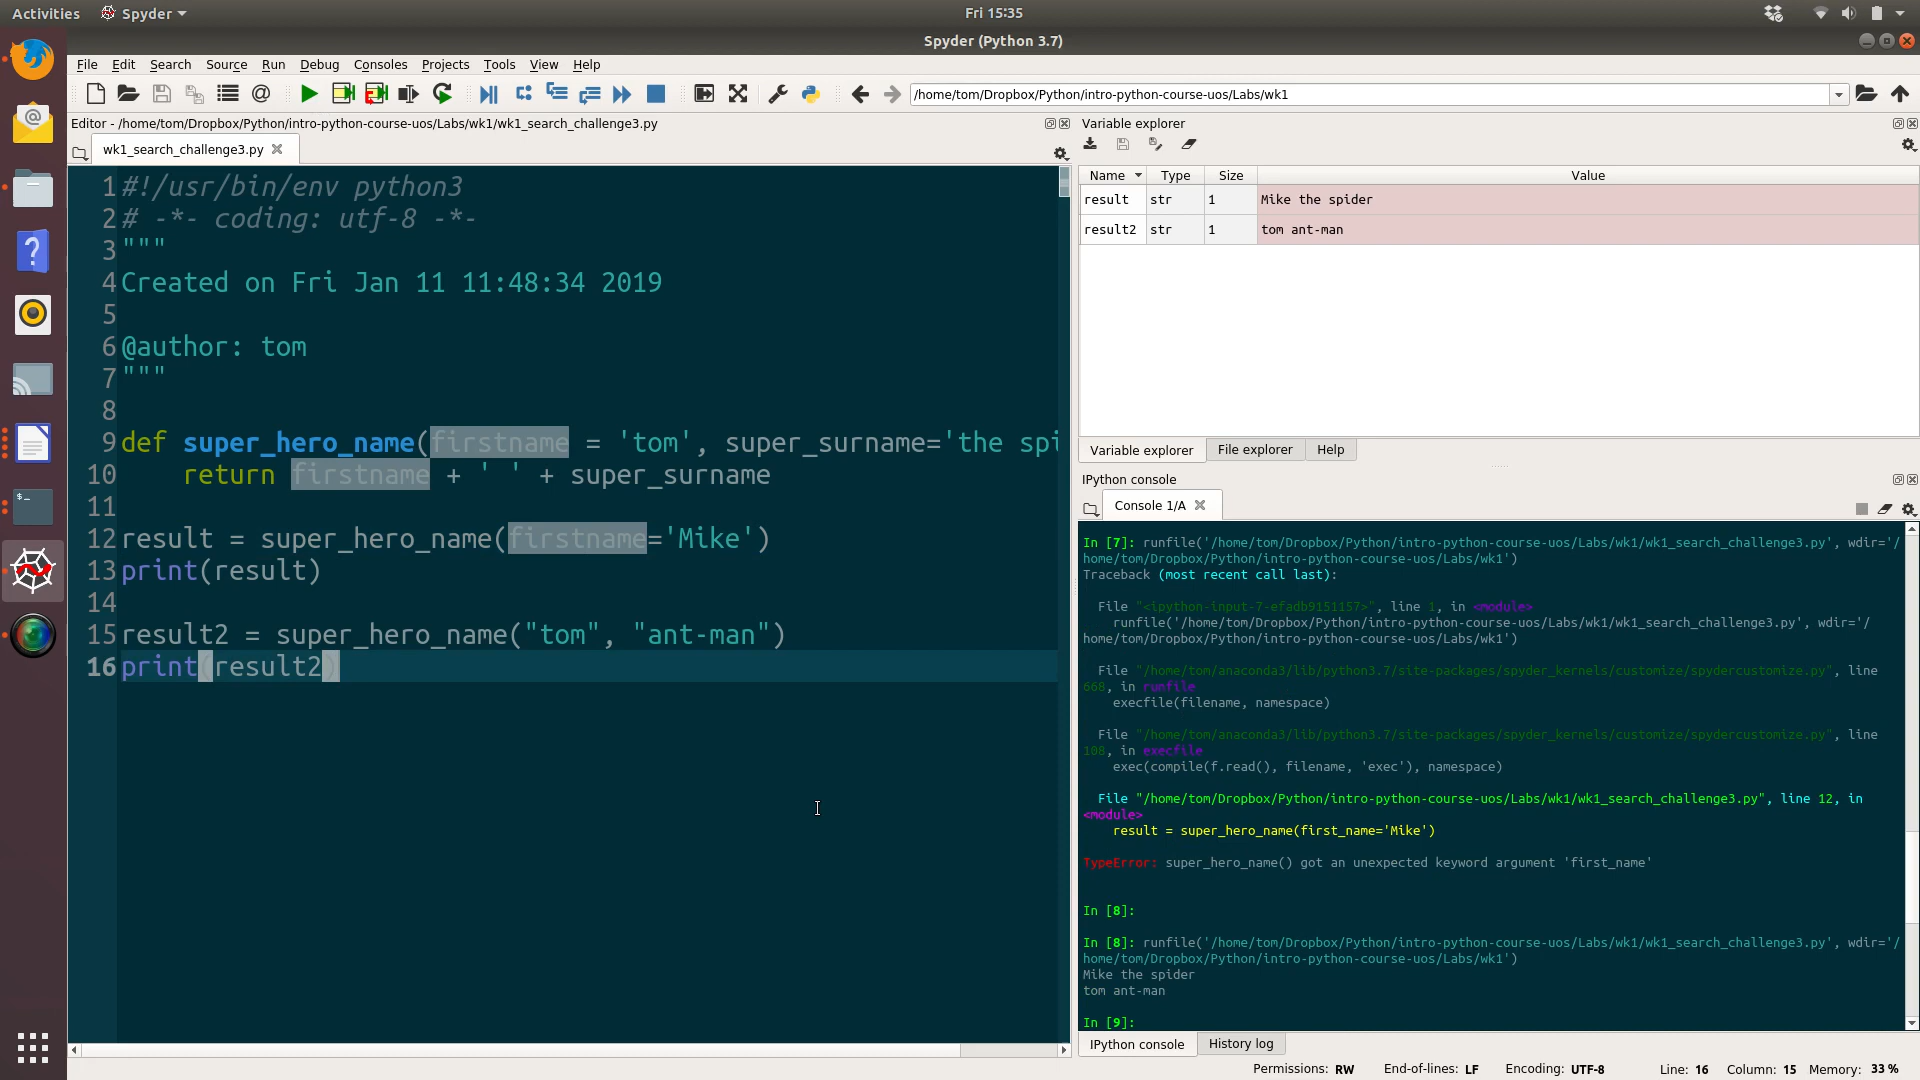 Activities Spyder Fri 15:35
Spyder (Python 3.7)
File Edit Search Source Run Debug Consoles Projects Tools View Help
/home/tom/Dropbox/Python/intro-python-course-uos/Labs/wk1
Editor - /home/tom/Dropbox/Python/intro-python-course-uos/Labs/wk1/wk1_search_challenge3.py
wk1_search_challenge3.py
1 #!/usr/bin/env python3
2 # -*- coding: utf-8 -*-
3 """
4 Created on Fri Jan 11 11:48:34 2019
5
6 @author: tom
7 """
8
9 def super_hero_name(firstname = 'tom', super_surname='the spi
10     return firstname + ' ' + super_surname
11
12 result = super_hero_name(firstname='Mike')
13 print(result)
14
15 result2 = super_hero_name("tom", "ant-man")
16 print(result2)
Variable explorer
Name Type Size Value
result str 1 Mike the spider
result2 str 1 tom ant-man
Variable explorer File explorer Help
IPython console
Console 1/A
In [7]: runfile('/home/tom/Dropbox/Python/intro-python-course-uos/Labs/wk1/wk1_search_challenge3.py', wdir='/
home/tom/Dropbox/Python/intro-python-course-uos/Labs/wk1')
Traceback (most recent call last):
File "<ipython-input-7-efadb9151157>", line 1, in <module>
runfile('/home/tom/Dropbox/Python/intro-python-course-uos/Labs/wk1/wk1_search_challenge3.py', wdir='/
home/tom/Dropbox/Python/intro-python-course-uos/Labs/wk1')
File "/home/tom/anaconda3/lib/python3.7/site-packages/spyder_kernels/customize/spydercustomize.py", line
668, in runfile
execfile(filename, namespace)
File "/home/tom/anaconda3/lib/python3.7/site-packages/spyder_kernels/customize/spydercustomize.py", line
108, in execfile
exec(compile(f.read(), filename, 'exec'), namespace)
File "/home/tom/Dropbox/Python/intro-python-course-uos/Labs/wk1/wk1_search_challenge3.py", line 12, in
<module>
result = super_hero_name(first_name='Mike')
TypeError: super_hero_name() got an unexpected keyword argument 'first_name'
In [8]:
In [8]: runfile('/home/tom/Dropbox/Python/intro-python-course-uos/Labs/wk1/wk1_search_challenge3.py', wdir='/
home/tom/Dropbox/Python/intro-python-course-uos/Labs/wk1')
Mike the spider
tom ant-man
In [9]:
IPython console History log
Permissions: RW End-of-lines: LF Encoding: UTF-8 Line: 16 Column: 15 Memory: 33 %